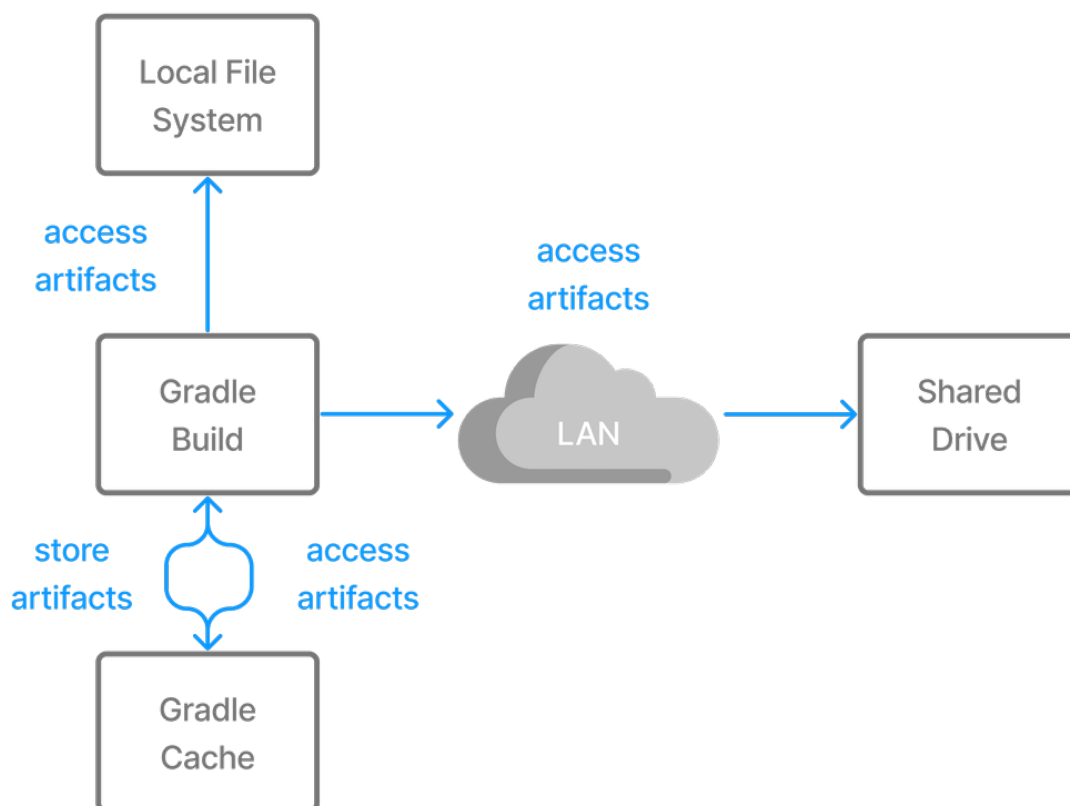 Local File
System
access
artifacts
access
artifacts
Gradle
Build
LAN
Shared
Drive
store
artifacts
access
artifacts
Gradle
Cache